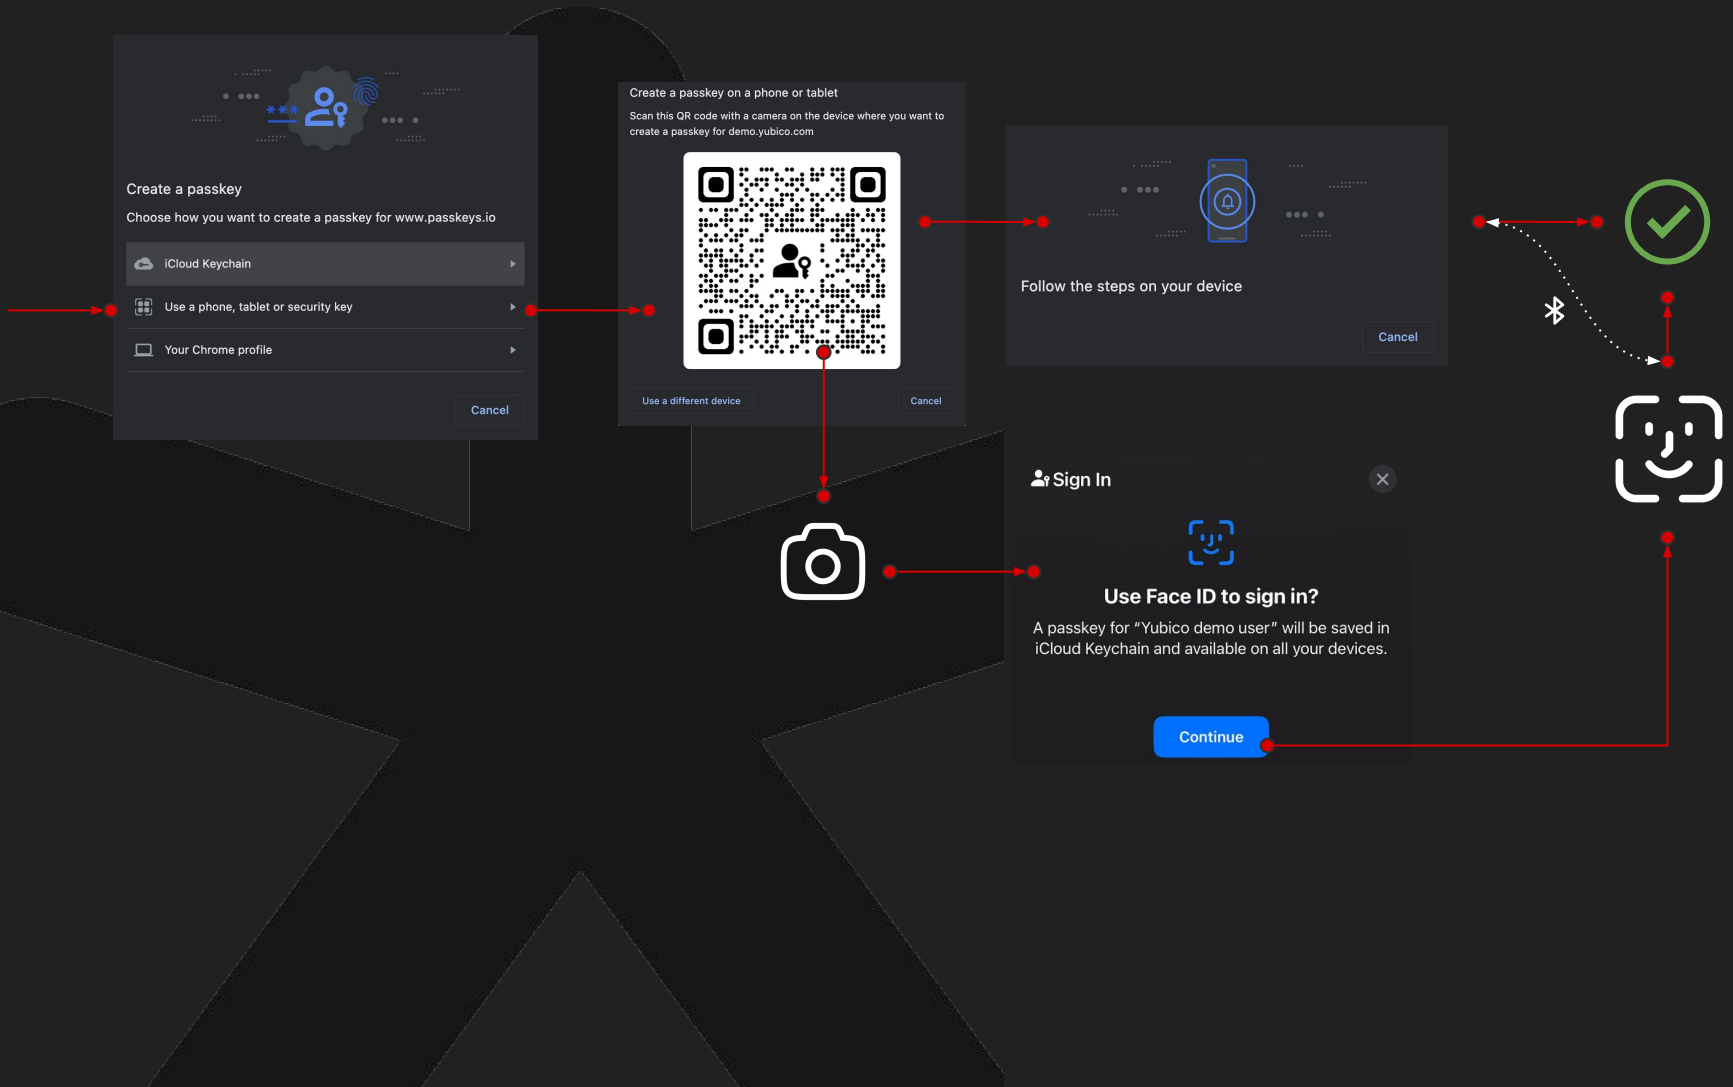 Create a passkey
Choose how you want to create a passkey for www.passkeys.io
iCloud Keychain
Use a phone, tablet or security key
Your Chrome profile
Cancel
Create a passkey on a phone or tablet
Scan this QR code with a camera on the device where you want to
create a passkey for demo.yubico.com
Use a different device
Cancel
Follow the steps on your device
Cancel
Sign In
Use Face ID to sign in?
A passkey for “Yubico demo user” will be saved in
iCloud Keychain and available on all your devices.
Continue